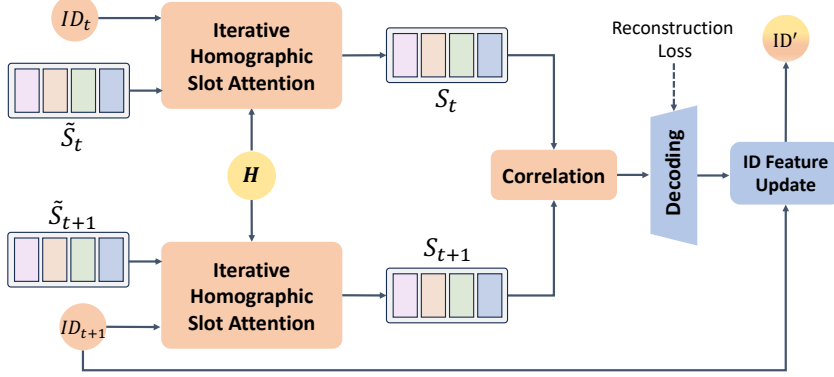 ID_t
Iterative
Homographic
Slot Attention
S̃_t
S_t
Reconstruction
Loss
ID′
H
Correlation
Decoding
ID Feature
Update
S̃_{t+1}
Iterative
Homographic
Slot Attention
S_{t+1}
ID_{t+1}